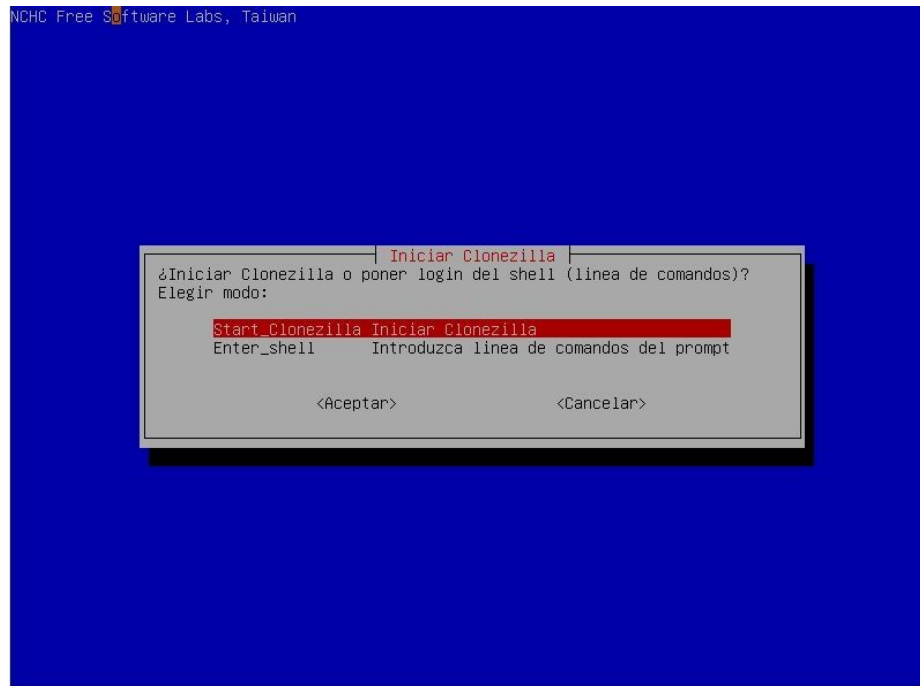 NCHC Free Software Labs, Taiwan
Iniciar Clonezilla
¿Iniciar Clonezilla o poner login del shell (linea de comandos)?
Elegir modo:
Start_Clonezilla Iniciar Clonezilla
Enter_shell Introduzca linea de comandos del prompt
<Aceptar> <Cancelar>